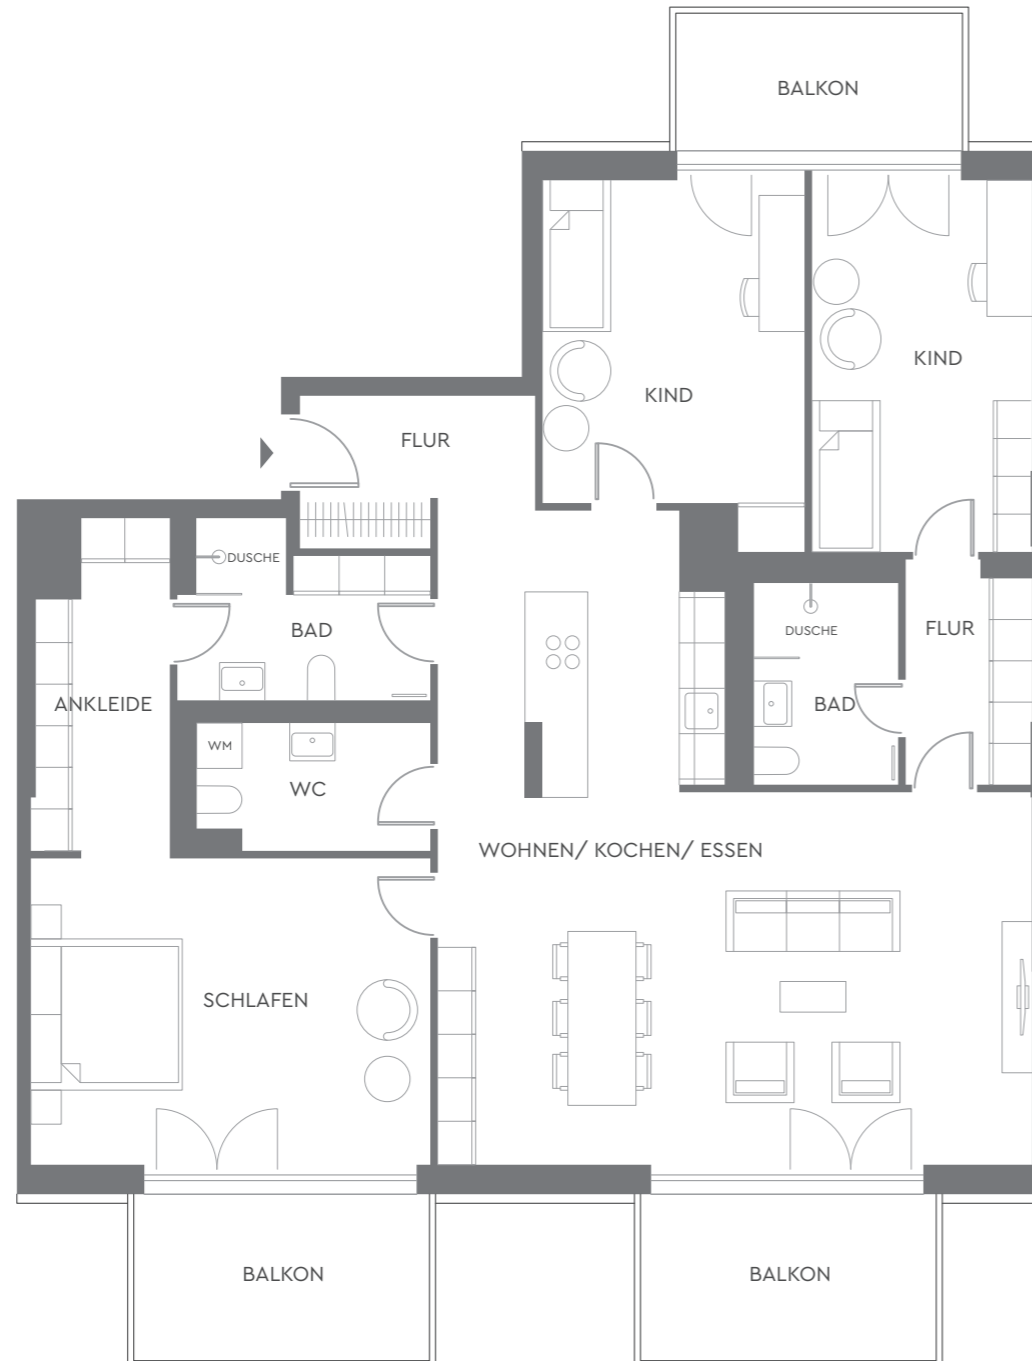 BALKON
KIND
KIND
FLUR
DUSCHE
BAD
DUSCHE
FLUR
ANKLEIDE
BAD
WM
WC
WOHNEN/ KOCHEN/ ESSEN
SCHLAFEN
BALKON
BALKON